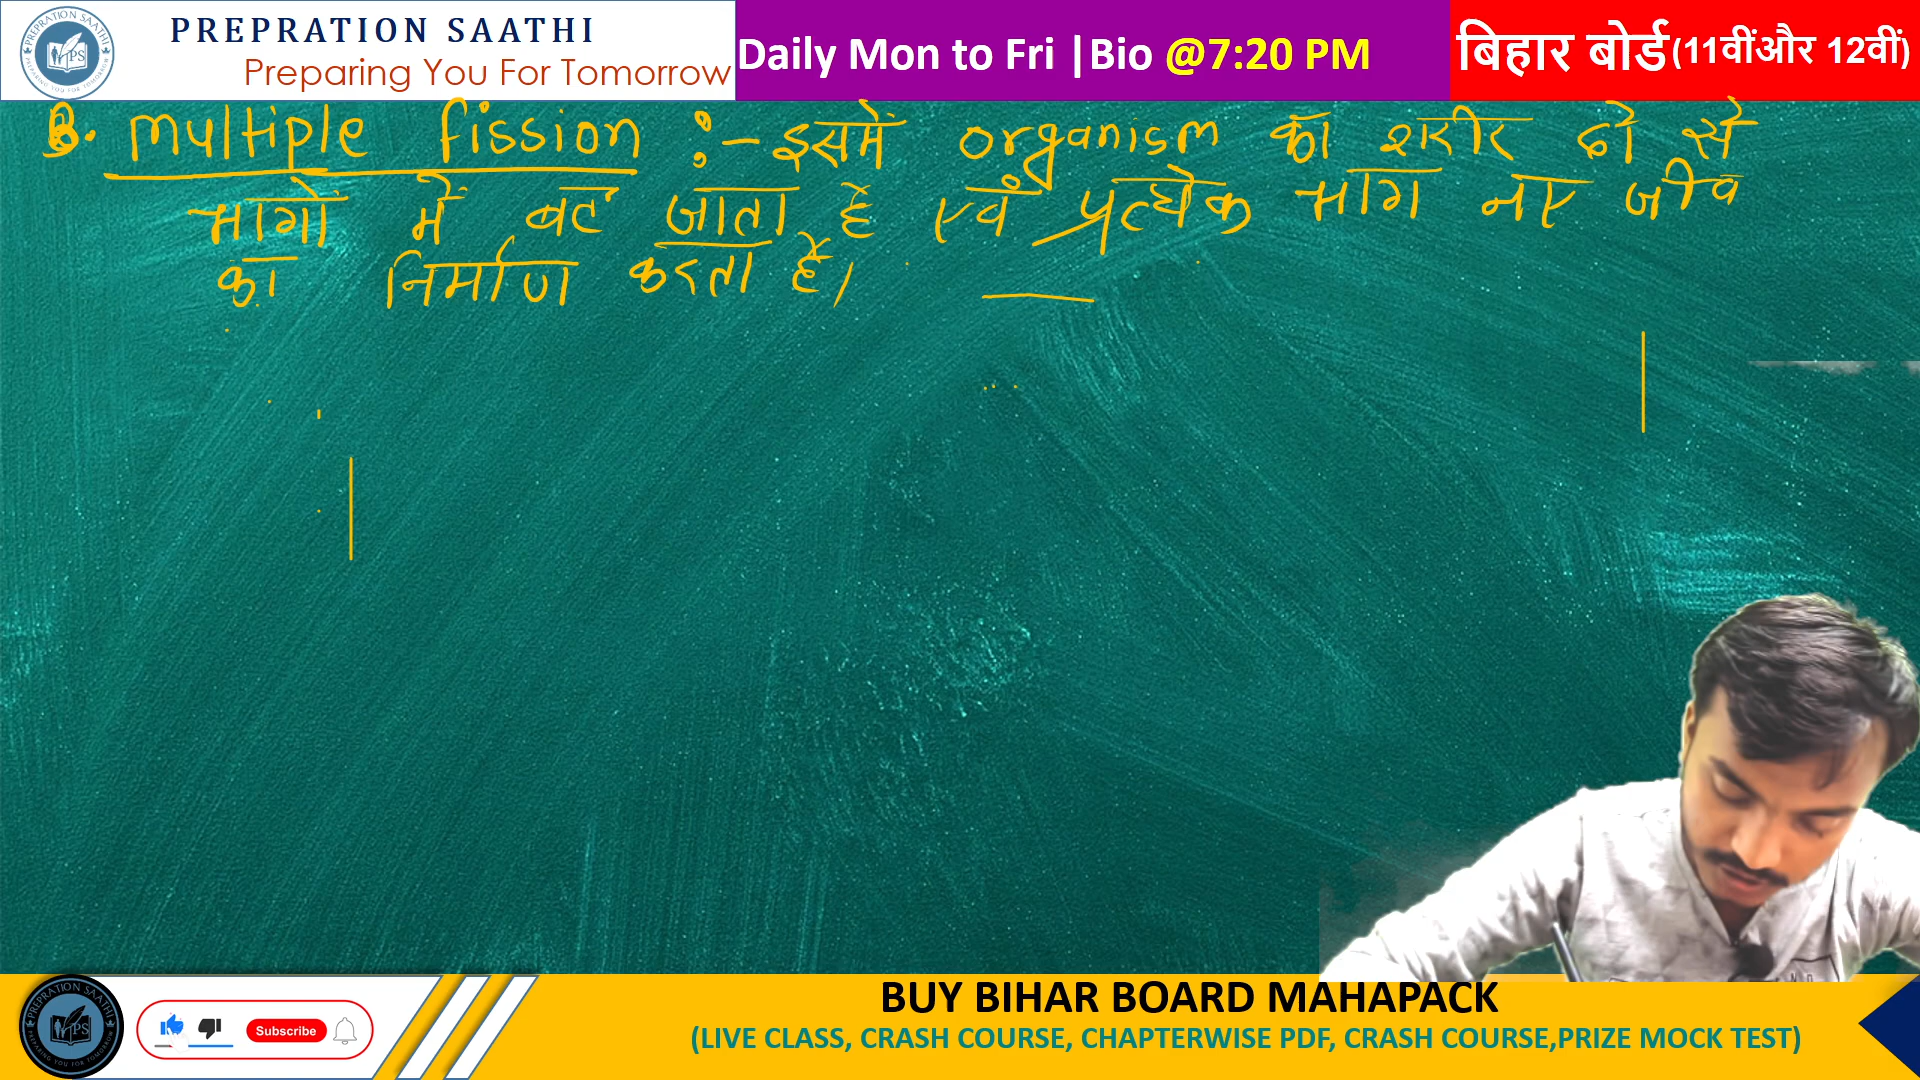 PREPRATION SAATHI
Preparing You For Tomorrow
Daily Mon to Fri |Bio @7:20 PM
बिहार बोर्ड(11वींऔर 12वीं)
B. Multiple fission :- इसमें organism का शरीर दो से
भागों में बट जाता है एवं प्रत्येक भाग नए जीव
का निर्माण करता है।
Subscribe
BUY BIHAR BOARD MAHAPACK
(LIVE CLASS, CRASH COURSE, CHAPTERWISE PDF, CRASH COURSE,PRIZE MOCK TEST)